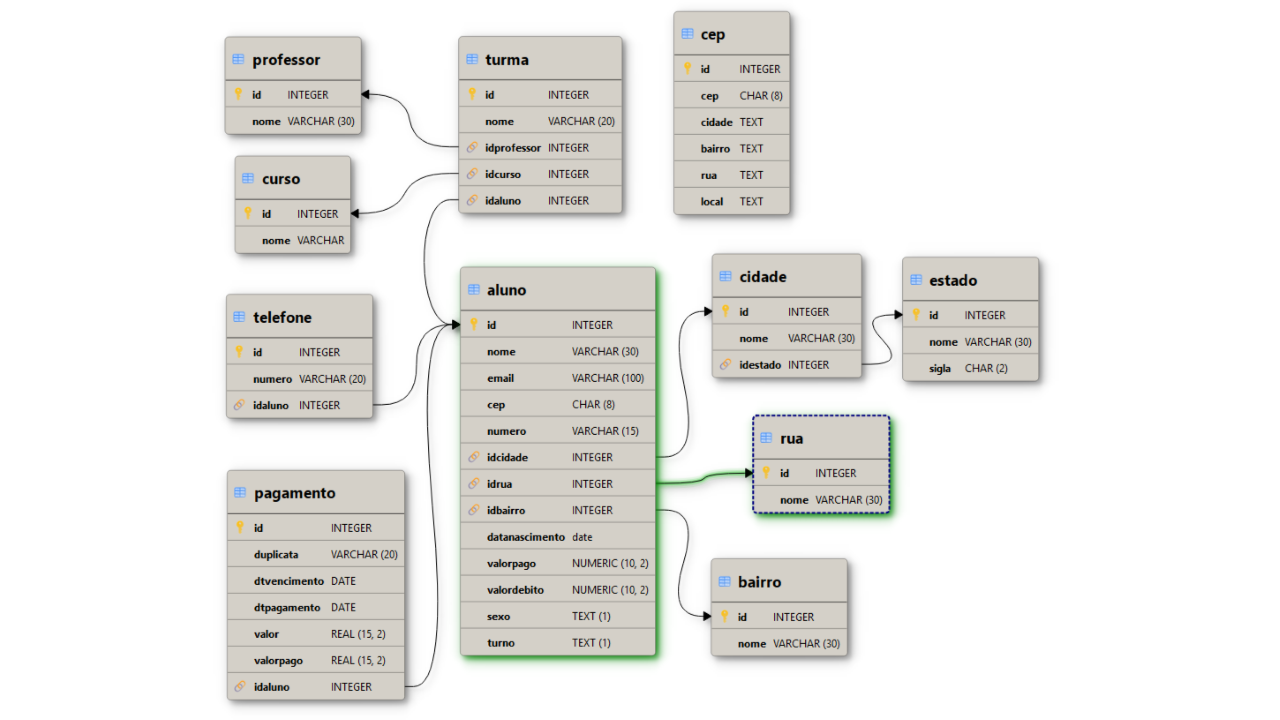 professor
id INTEGER
nome VARCHAR (30)
turma
id INTEGER
nome VARCHAR (20)
idprofessor INTEGER
idcurso INTEGER
idaluno INTEGER
cep
id INTEGER
cep CHAR (8)
cidade TEXT
bairro TEXT
rua TEXT
local TEXT
curso
id INTEGER
nome VARCHAR
telefone
id INTEGER
numero VARCHAR (20)
idaluno INTEGER
aluno
id INTEGER
nome VARCHAR (30)
email VARCHAR (100)
cep CHAR (8)
numero VARCHAR (15)
idcidade INTEGER
idrua INTEGER
idbairro INTEGER
datanascimento date
valorpago NUMERIC (10, 2)
valordebito NUMERIC (10, 2)
sexo TEXT (1)
turno TEXT (1)
cidade
id INTEGER
nome VARCHAR (30)
idestado INTEGER
estado
id INTEGER
nome VARCHAR (30)
sigla CHAR (2)
rua
id INTEGER
nome VARCHAR (30)
pagamento
id INTEGER
duplicata VARCHAR (20)
dtvencimento DATE
dtpagamento DATE
valor REAL (15, 2)
valorpago REAL (15, 2)
idaluno INTEGER
bairro
id INTEGER
nome VARCHAR (30)